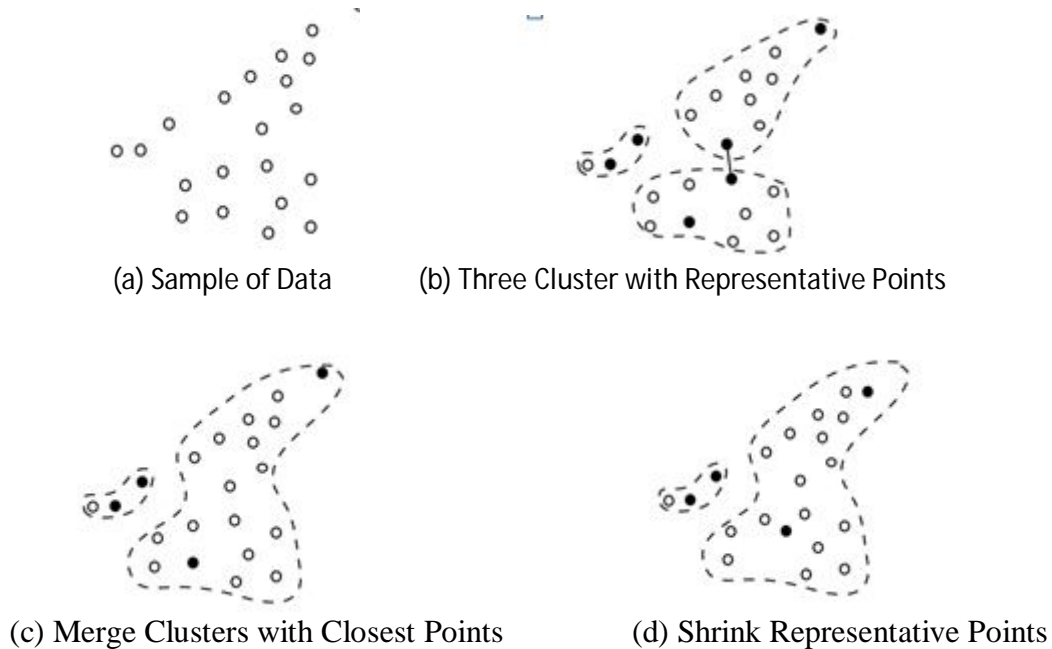 (a) Sample of Data
(b) Three Cluster with Representative Points
(c) Merge Clusters with Closest Points
(d) Shrink Representative Points